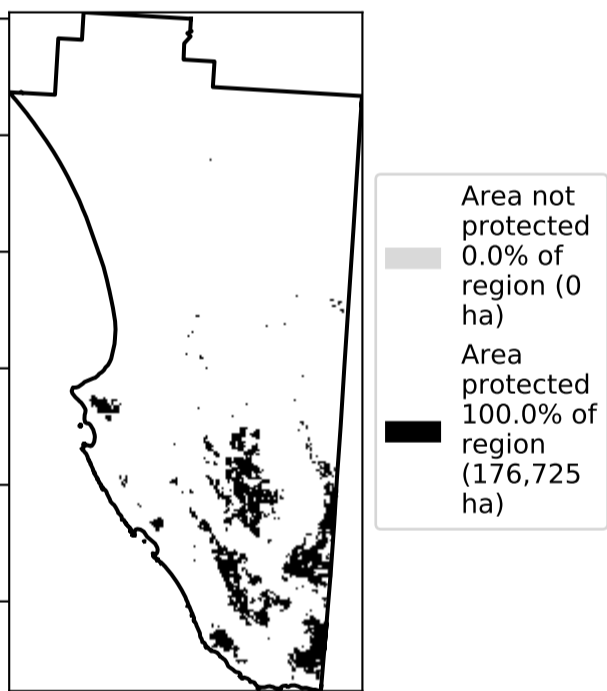 Area not
protected
0.0% of
region (0
ha)
Area
protected
100.0% of
region
(176,725
ha)